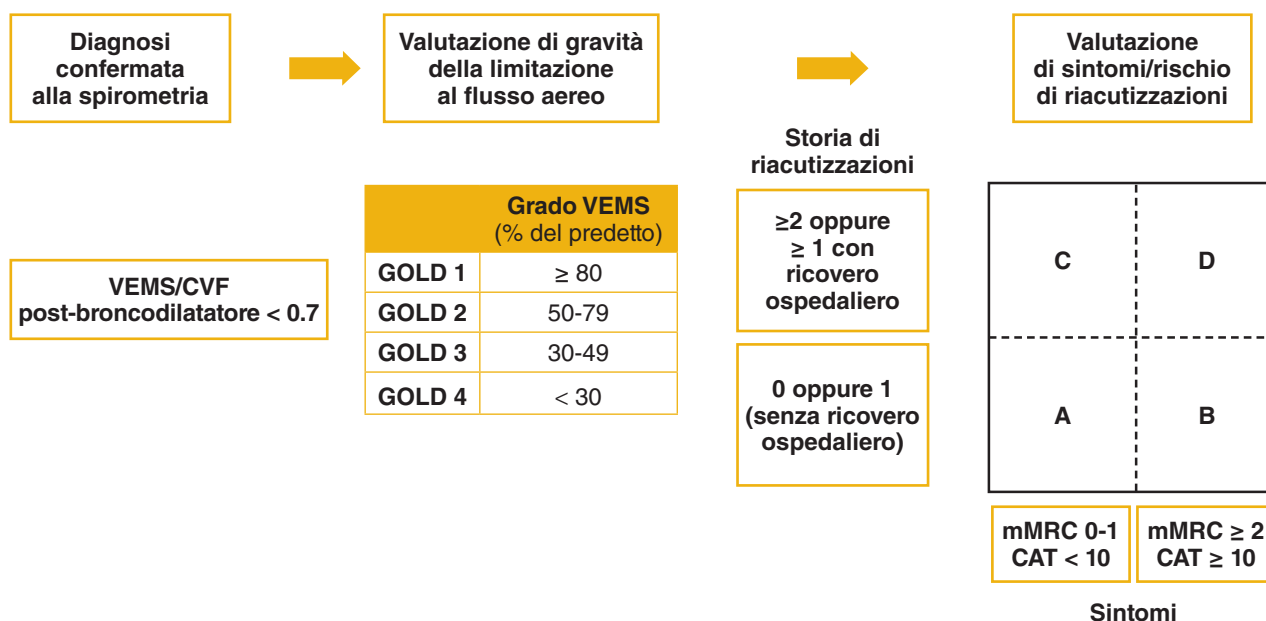 Diagnosi
confermata
alla spirometria
Valutazione di gravità
della limitazione
al flusso aereo
Valutazione
di sintomi/rischio
di riacutizzazioni
VEMS/CVF
post-broncodilatatore < 0.7
Grado VEMS
(% del predetto)
GOLD 1 ≥ 80
GOLD 2 50-79
GOLD 3 30-49
GOLD 4 < 30
Storia di
riacutizzazioni
≥2 oppure
≥ 1 con
ricovero
ospedaliero
0 oppure 1
(senza ricovero
ospedaliero)
C D
A B
mMRC 0-1
CAT < 10
mMRC ≥ 2
CAT ≥ 10
Sintomi